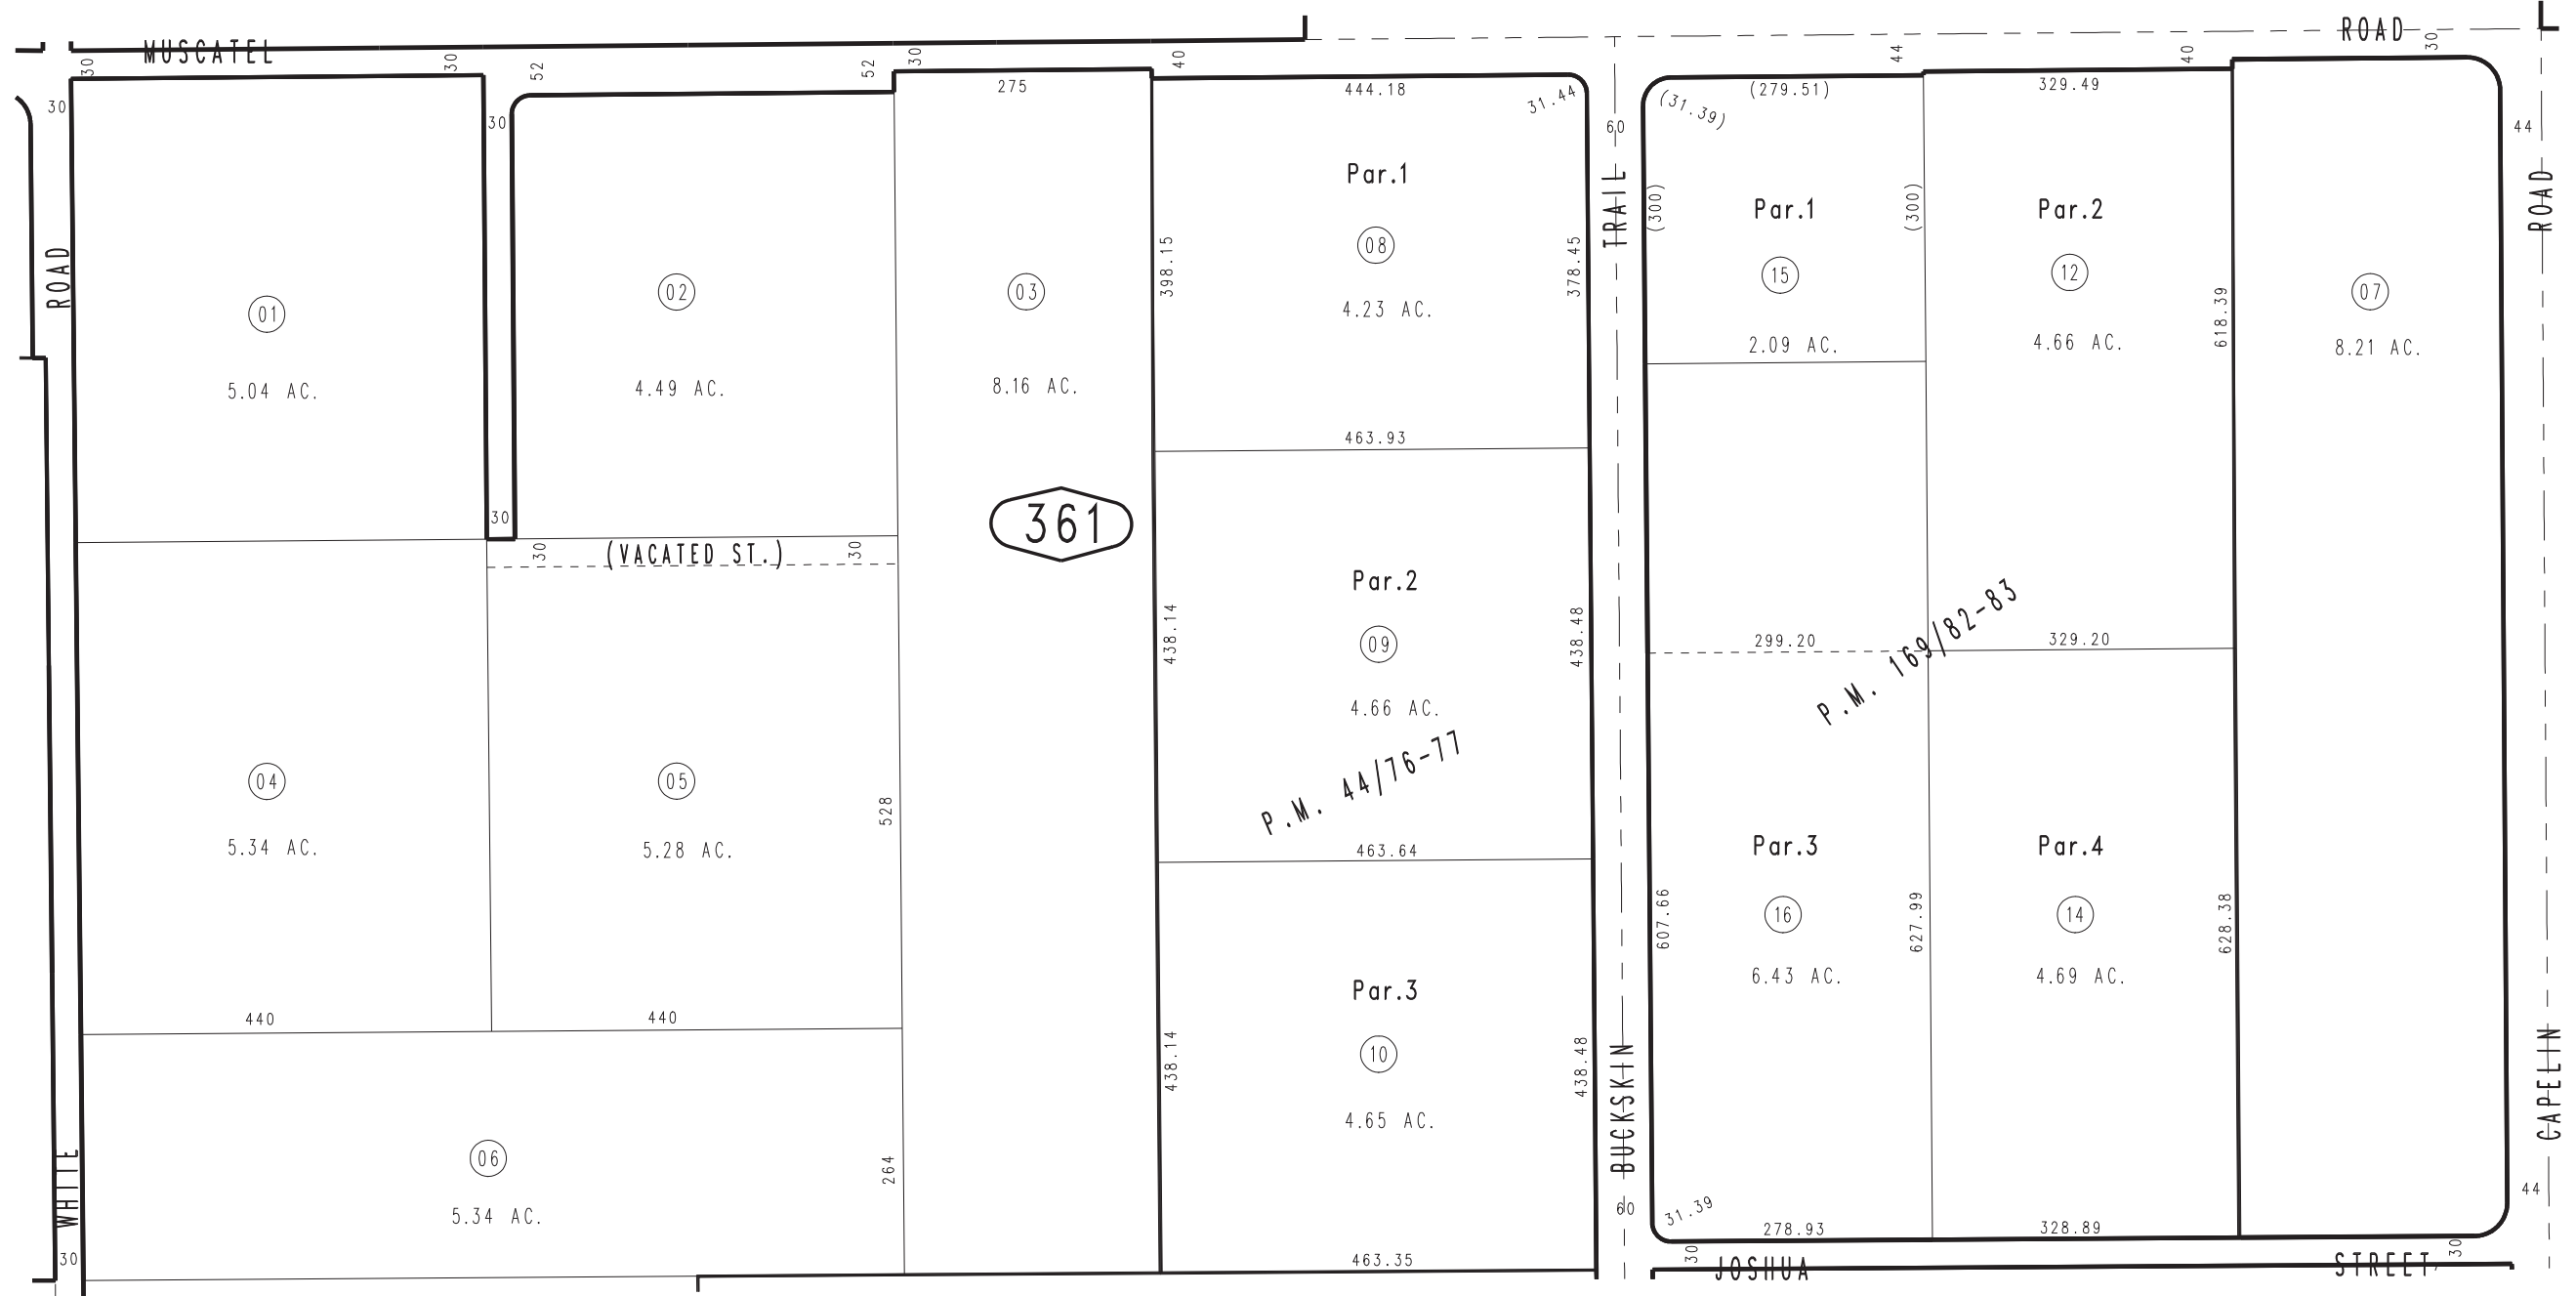 MUSCATEL
ROAD
30
30
52
52
30
40
44
40
30
30
30
275
444.18
31.44
60
(31.39)
(279.51)
329.49
44
ROAD
TRAIL
ROAD
Par.1
(300)
Par.1
(300)
Par.2
01
02
03
398.15
08
378.45
15
12
618.39
07
5.04 AC.
4.49 AC.
8.16 AC.
4.23 AC.
2.09 AC.
4.66 AC.
8.21 AC.
463.93
30
361
30
(VACATED ST.)
30
Par.2
438.14
09
438.48
299.20
329.20
P.M. 169/82-83
4.66 AC.
P.M. 44/76-77
04
05
528
5.34 AC.
5.28 AC.
463.64
Par.3
Par.4
607.66
16
627.99
14
628.38
6.43 AC.
4.69 AC.
440
440
Par.3
438.14
10
438.48
BUCKSKIN
CAPELIN
4.65 AC.
WHITE
06
264
5.34 AC.
60
31.39
44
278.93
328.89
30
463.35
30
JOSHUA
STREET
30